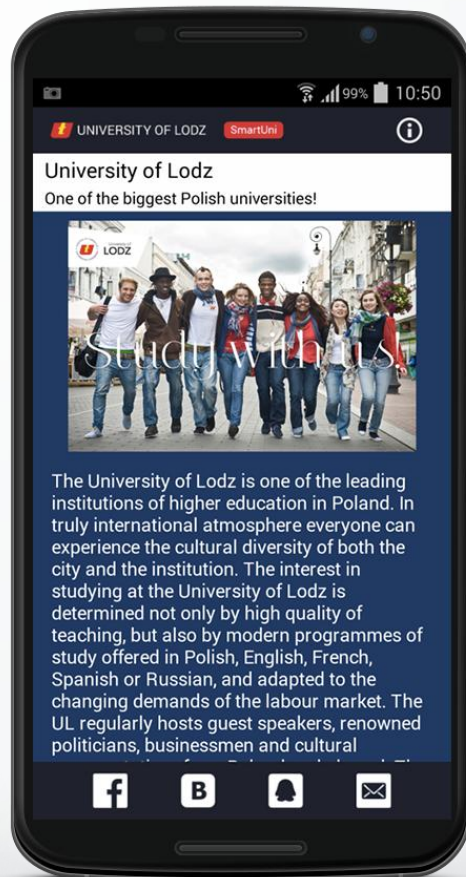 99% 10:50
UNIVERSITY OF LODZ SmartUni
University of Lodz
One of the biggest Polish universities!
LODZ
Study with us!
The University of Lodz is one of the leading
institutions of higher education in Poland. In
truly international atmosphere everyone can
experience the cultural diversity of both the
city and the institution. The interest in
studying at the University of Lodz is
determined not only by high quality of
teaching, but also by modern programmes of
study offered in Polish, English, French,
Spanish or Russian, and adapted to the
changing demands of the labour market. The
UL regularly hosts guest speakers, renowned
politicians, businessmen and cultural